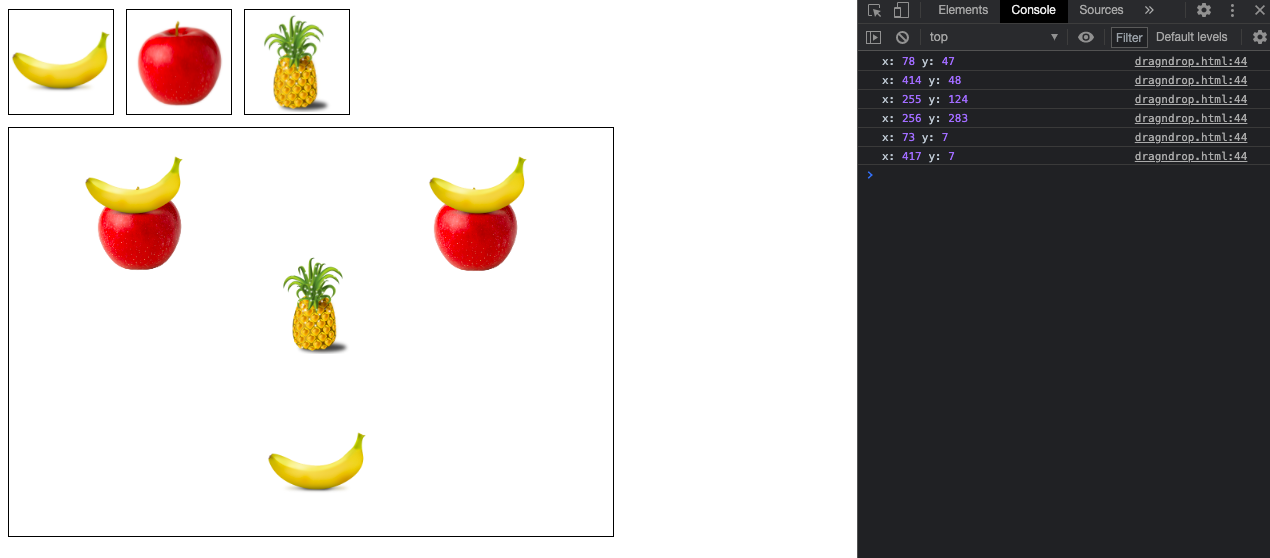 Elements Console Sources »
top Filter Default levels
x: 78 y: 47 dragndrop.html:44
x: 414 y: 48 dragndrop.html:44
x: 255 y: 124 dragndrop.html:44
x: 256 y: 283 dragndrop.html:44
x: 73 y: 7 dragndrop.html:44
x: 417 y: 7 dragndrop.html:44